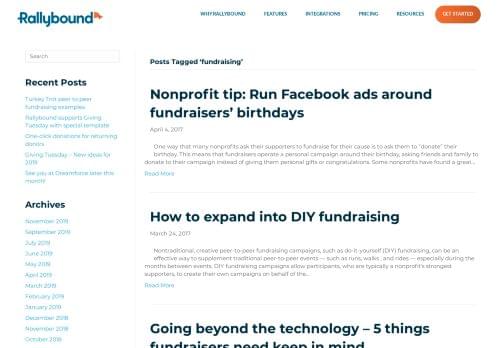 Rallybound
WHY RALLYBOUND
FEATURES
INTEGRATIONS
PRICING
RESOURCES
GET STARTED
Search
Recent Posts
Turkey Trot peer to peer
fundraising examples
Rallybound supports Giving
Tuesday with special template
One-click donations for returning
donors
Giving Tuesday – New ideas for
2019
See you at Dreamforce later this
month!
Archives
November 2019
September 2019
July 2019
June 2019
May 2019
April 2019
March 2019
February 2019
January 2019
December 2018
November 2018
October 2018
Posts Tagged ‘fundraising’
Nonprofit tip: Run Facebook ads around
fundraisers’ birthdays
April 4, 2017
One way that many nonprofits ask their supporters to fundraise for their cause is to ask them to “donate” their
birthday. This means that fundraisers operate a personal campaign around their birthday, asking friends and family to
donate to their campaign instead of giving them personal gifts or congratulations. Some nonprofits have found a great…
Read More
How to expand into DIY fundraising
March 24, 2017
Nontraditional, creative peer-to-peer fundraising campaigns, such as do-it-yourself (DIY) fundraising, can be an
effective way to supplement traditional peer-to-peer events — such as runs, walks , and rides — especially during the
months between events. DIY fundraising campaigns allow participants, who are typically a nonprofit's strongest
supporters, to create their own campaigns on behalf of the…
Read More
Going beyond the technology – 5 things
fundraisers need keep in mind